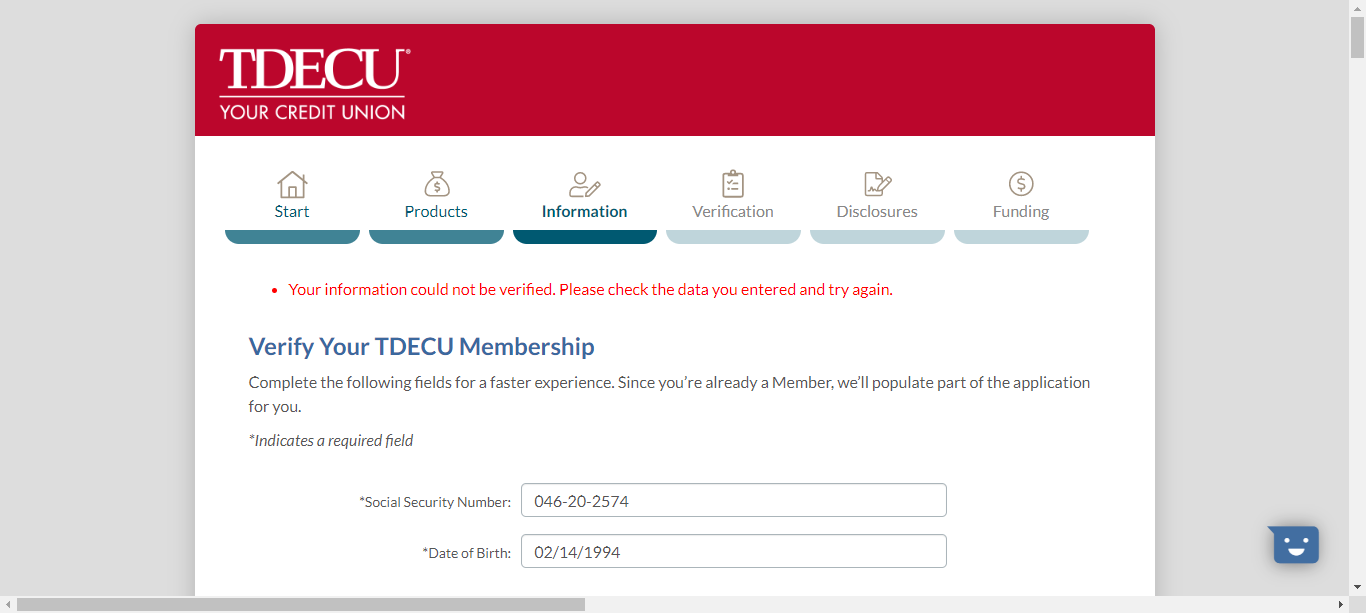 TDECU®
YOUR CREDIT UNION
Start
Products
Information
Verification
Disclosures
Funding
Your information could not be verified. Please check the data you entered and try again.
Verify Your TDECU Membership
Complete the following fields for a faster experience. Since you’re already a Member, we’ll populate part of the application
for you.
*Indicates a required field
*Social Security Number:
046-20-2574
*Date of Birth:
02/14/1994